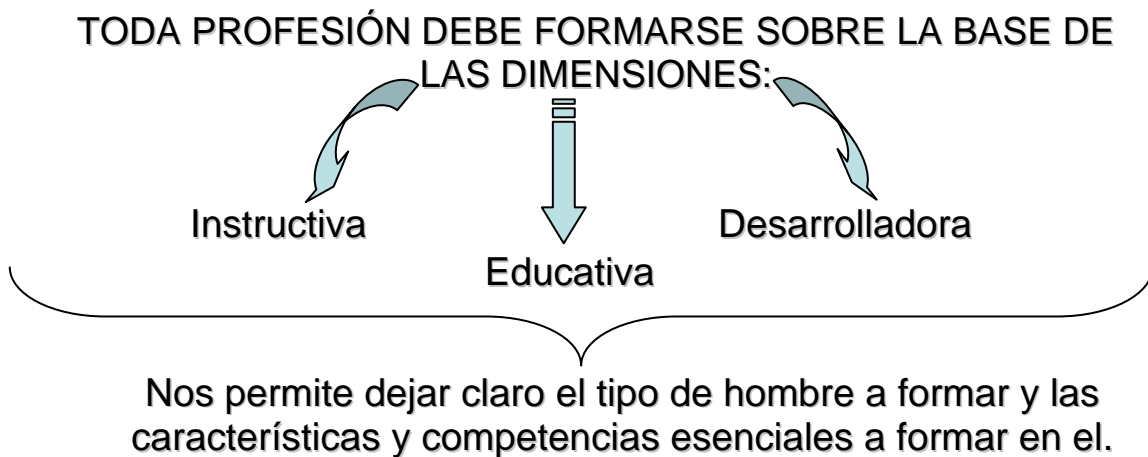 TODA PROFESIÓN DEBE FORMARSE SOBRE LA BASE DE
LAS DIMENSIONES:
Instructiva
Desarrolladora
Educativa
Nos permite dejar claro el tipo de hombre a formar y las
características y competencias esenciales a formar en el.